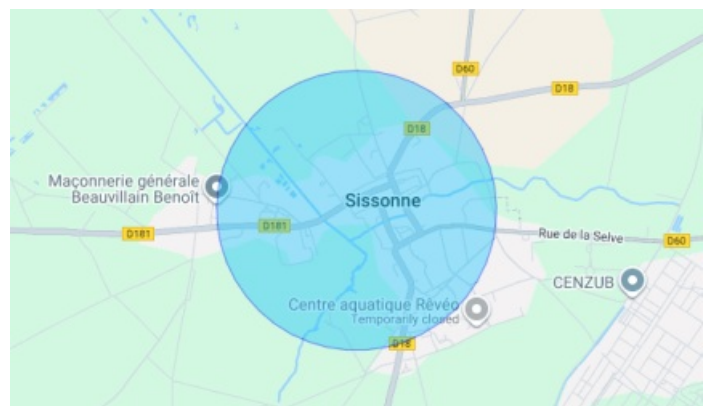 D60
D18
D18
Maçonnerie générale
Beauvillain Benoît
Sissonne
D181
D181
Rue de la Selve
D60
CENZUB
Centre aquatique Rêvéo
Temporarily closed
D18